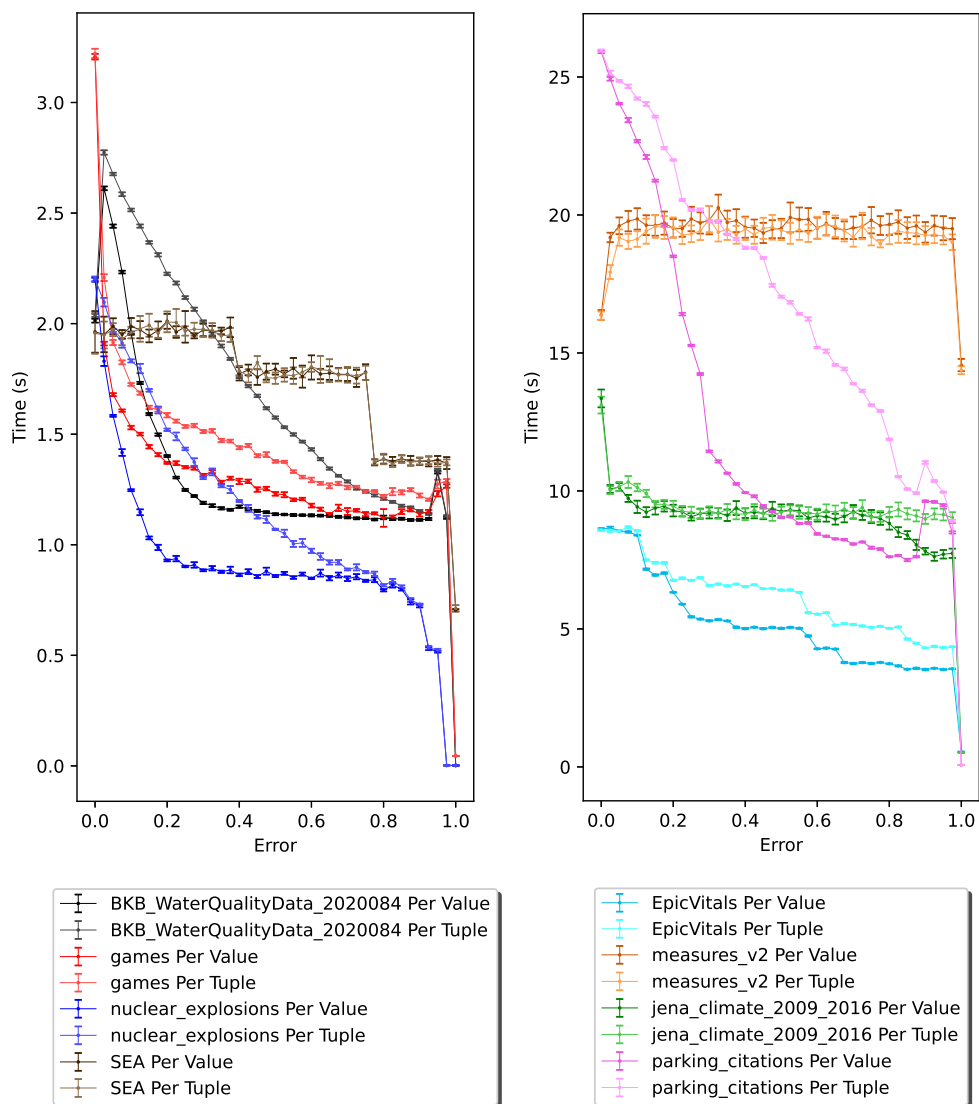 3.0
2.5
2.0
1.5
1.0
0.5
0.0
Time (s)
0.0 0.2 0.4 0.6 0.8 1.0
Error
25
20
15
10
5
0
Time (s)
0.0 0.2 0.4 0.6 0.8 1.0
Error
BKB_WaterQualityData_2020084 Per Value
BKB_WaterQualityData_2020084 Per Tuple
games Per Value
games Per Tuple
nuclear_explosions Per Value
nuclear_explosions Per Tuple
SEA Per Value
SEA Per Tuple
EpicVitals Per Value
EpicVitals Per Tuple
measures_v2 Per Value
measures_v2 Per Tuple
jena_climate_2009_2016 Per Value
jena_climate_2009_2016 Per Tuple
parking_citations Per Value
parking_citations Per Tuple